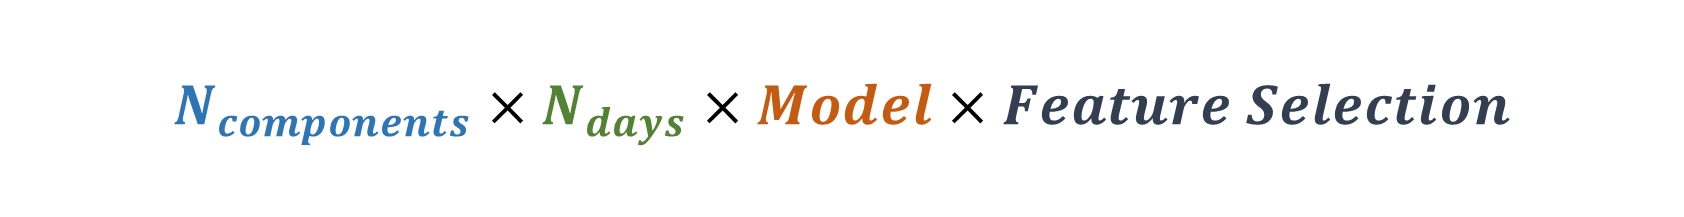 N_components × N_days × Model × Feature Selection